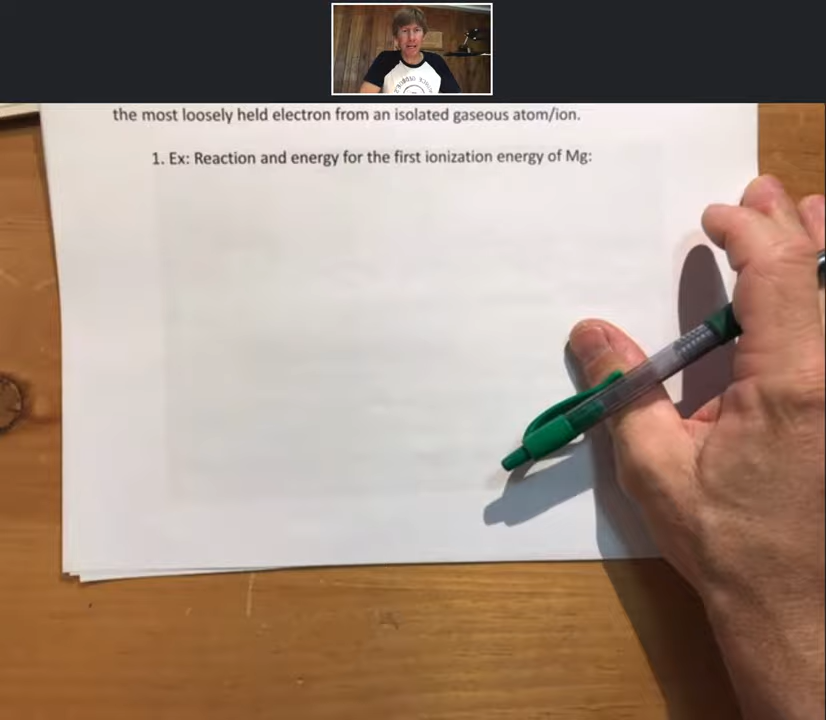 the most loosely held electron from an isolated gaseous atom/ion.
1. Ex: Reaction and energy for the first ionization energy of Mg: